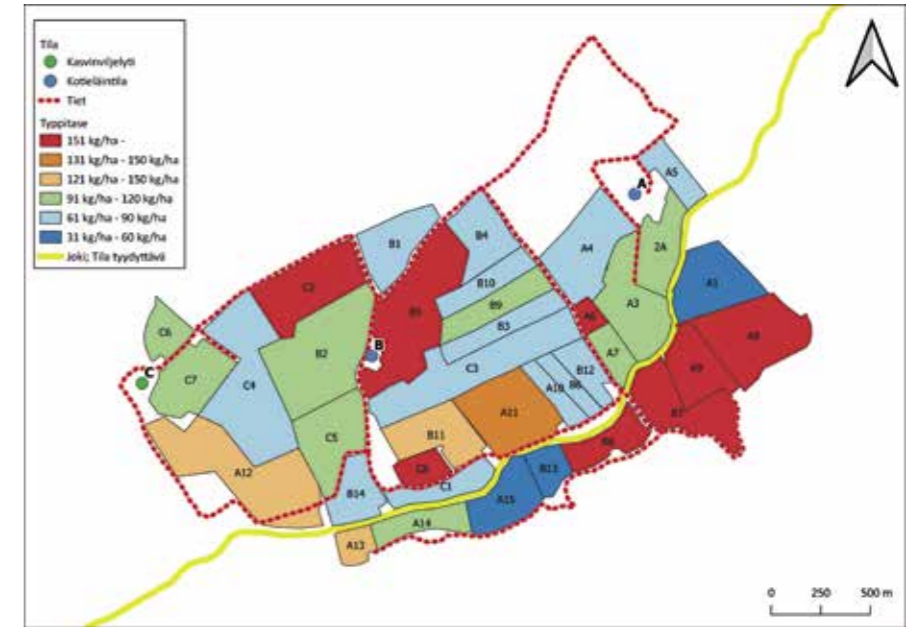 Tila
Kasvinviljelyti
Kotieläintila
Tiet
Typpitase
151 kg/ha -
131 kg/ha - 150 kg/ha
121 kg/ha - 150 kg/ha
91 kg/ha - 120 kg/ha
61 kg/ha - 90 kg/ha
31 kg/ha - 60 kg/ha
Joki; Tila tyydyttävä
A
A5
B1
B4
A4
2A
C2
B5
B10
A1
B9
A3
A6
A8
C6
B2
B
B3
A7
A9
C
C7
C4
C3
A10
B6
B12
B7
A11
C5
B11
A12
B14
C1
A15
B13
A14
A13
0 250 500 m